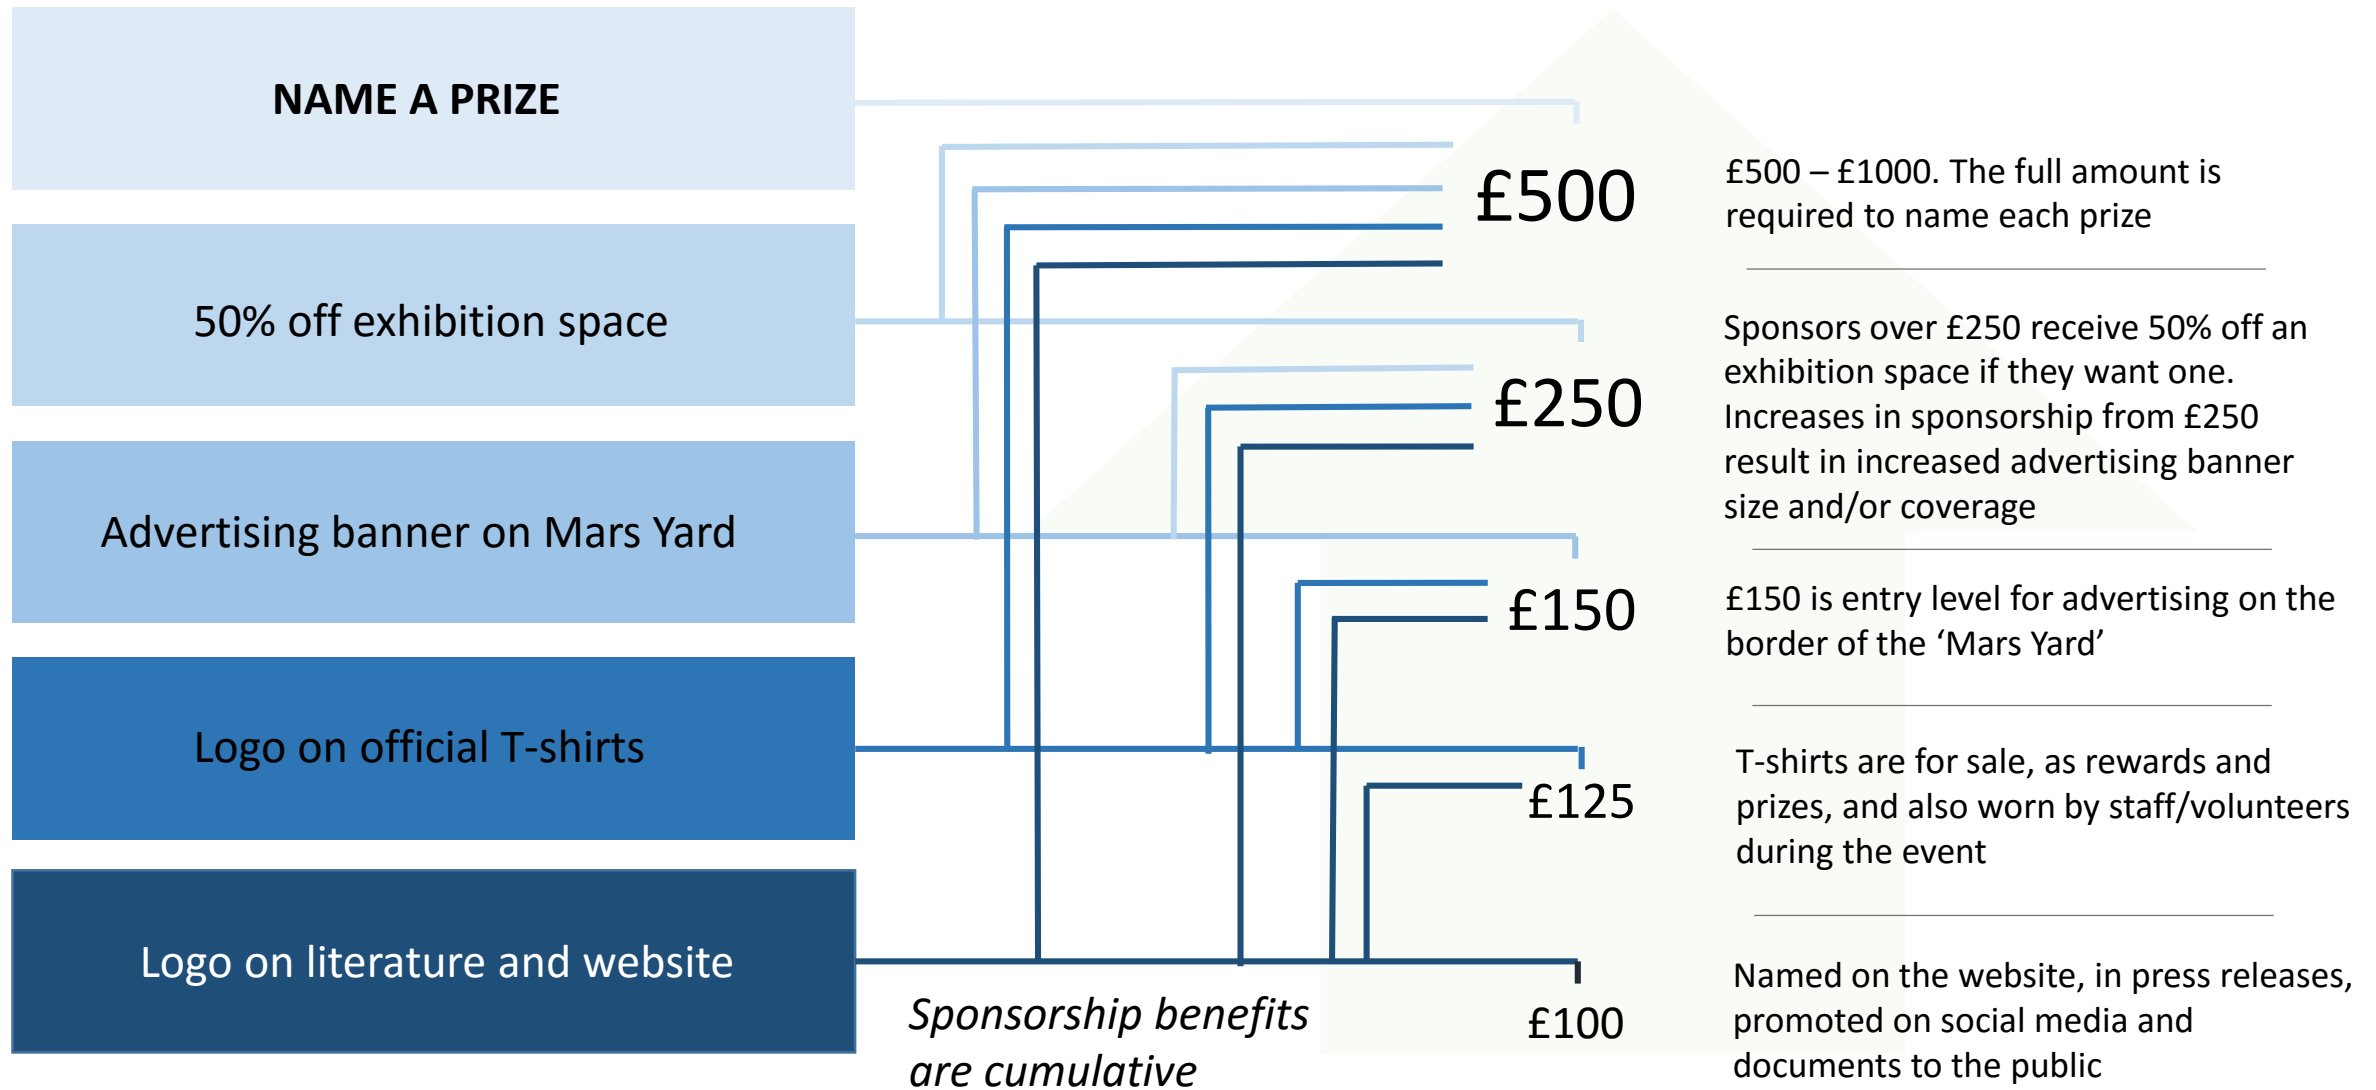 NAME A PRIZE
£500
£500 – £1000. The full amount is
required to name each prize
50% off exhibition space
£250
Sponsors over £250 receive 50% off an
exhibition space if they want one.
Increases in sponsorship from £250
result in increased advertising banner
size and/or coverage
Advertising banner on Mars Yard
£150
£150 is entry level for advertising on the
border of the ‘Mars Yard’
Logo on official T-shirts
£125
T-shirts are for sale, as rewards and
prizes, and also worn by staff/volunteers
during the event
Logo on literature and website
£100
Named on the website, in press releases,
promoted on social media and
documents to the public
Sponsorship benefits
are cumulative